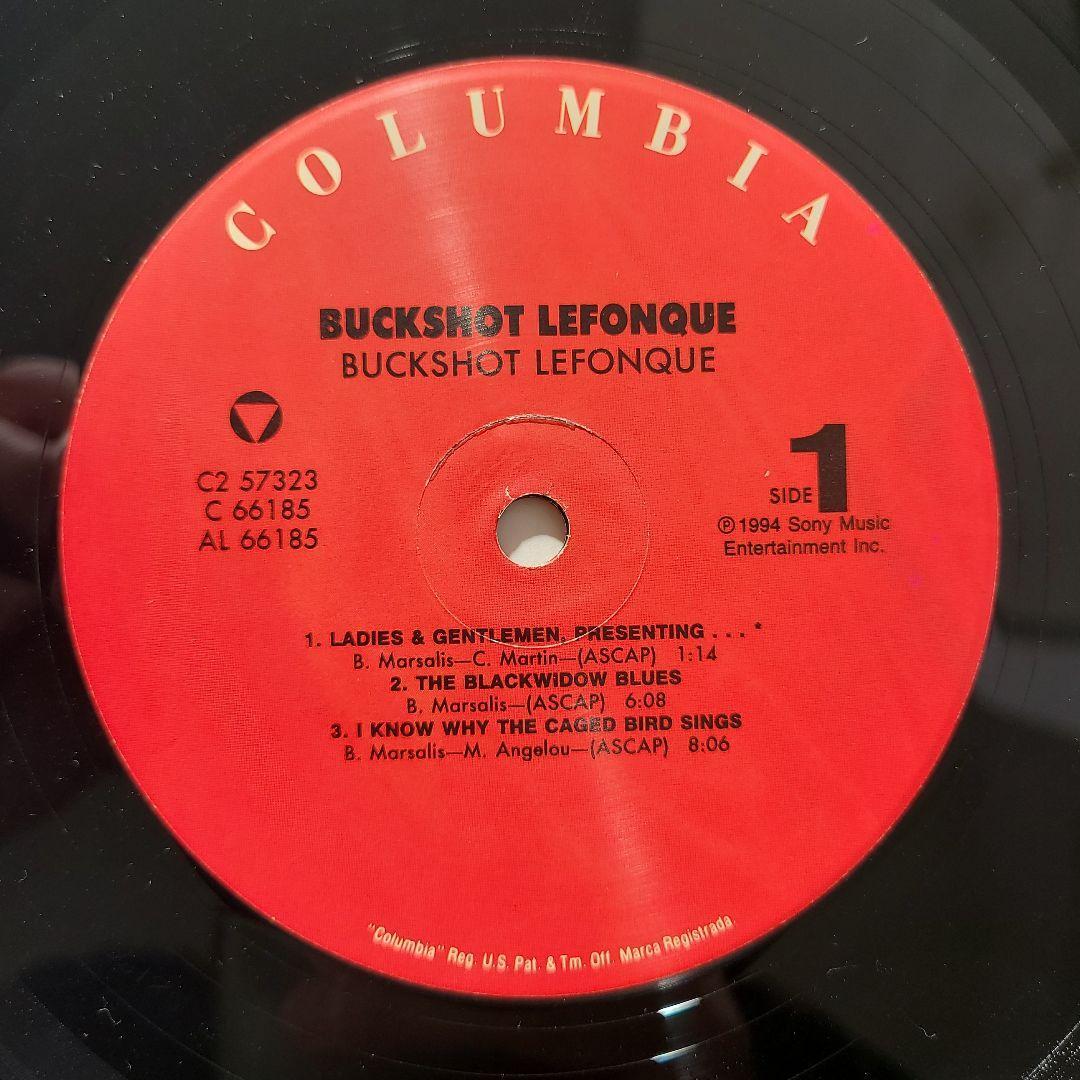 COLUMBIA
BUCKSHOT LEFONQUE
BUCKSHOT LEFONQUE
C2 57323
C 66185
AL 66185
SIDE 1
℗ 1994 Sony Music
Entertainment Inc.
1. LADIES & GENTLEMEN, PRESENTING . . . *
B. Marsalis—C. Martin—(ASCAP) 1:14
2. THE BLACKWIDOW BLUES
B. Marsalis—(ASCAP) 6:08
3. I KNOW WHY THE CAGED BIRD SINGS
B. Marsalis—M. Angelou—(ASCAP) 8:06
"Columbia" Reg. U.S. Pat. & Tm. Off. Marca Registrada